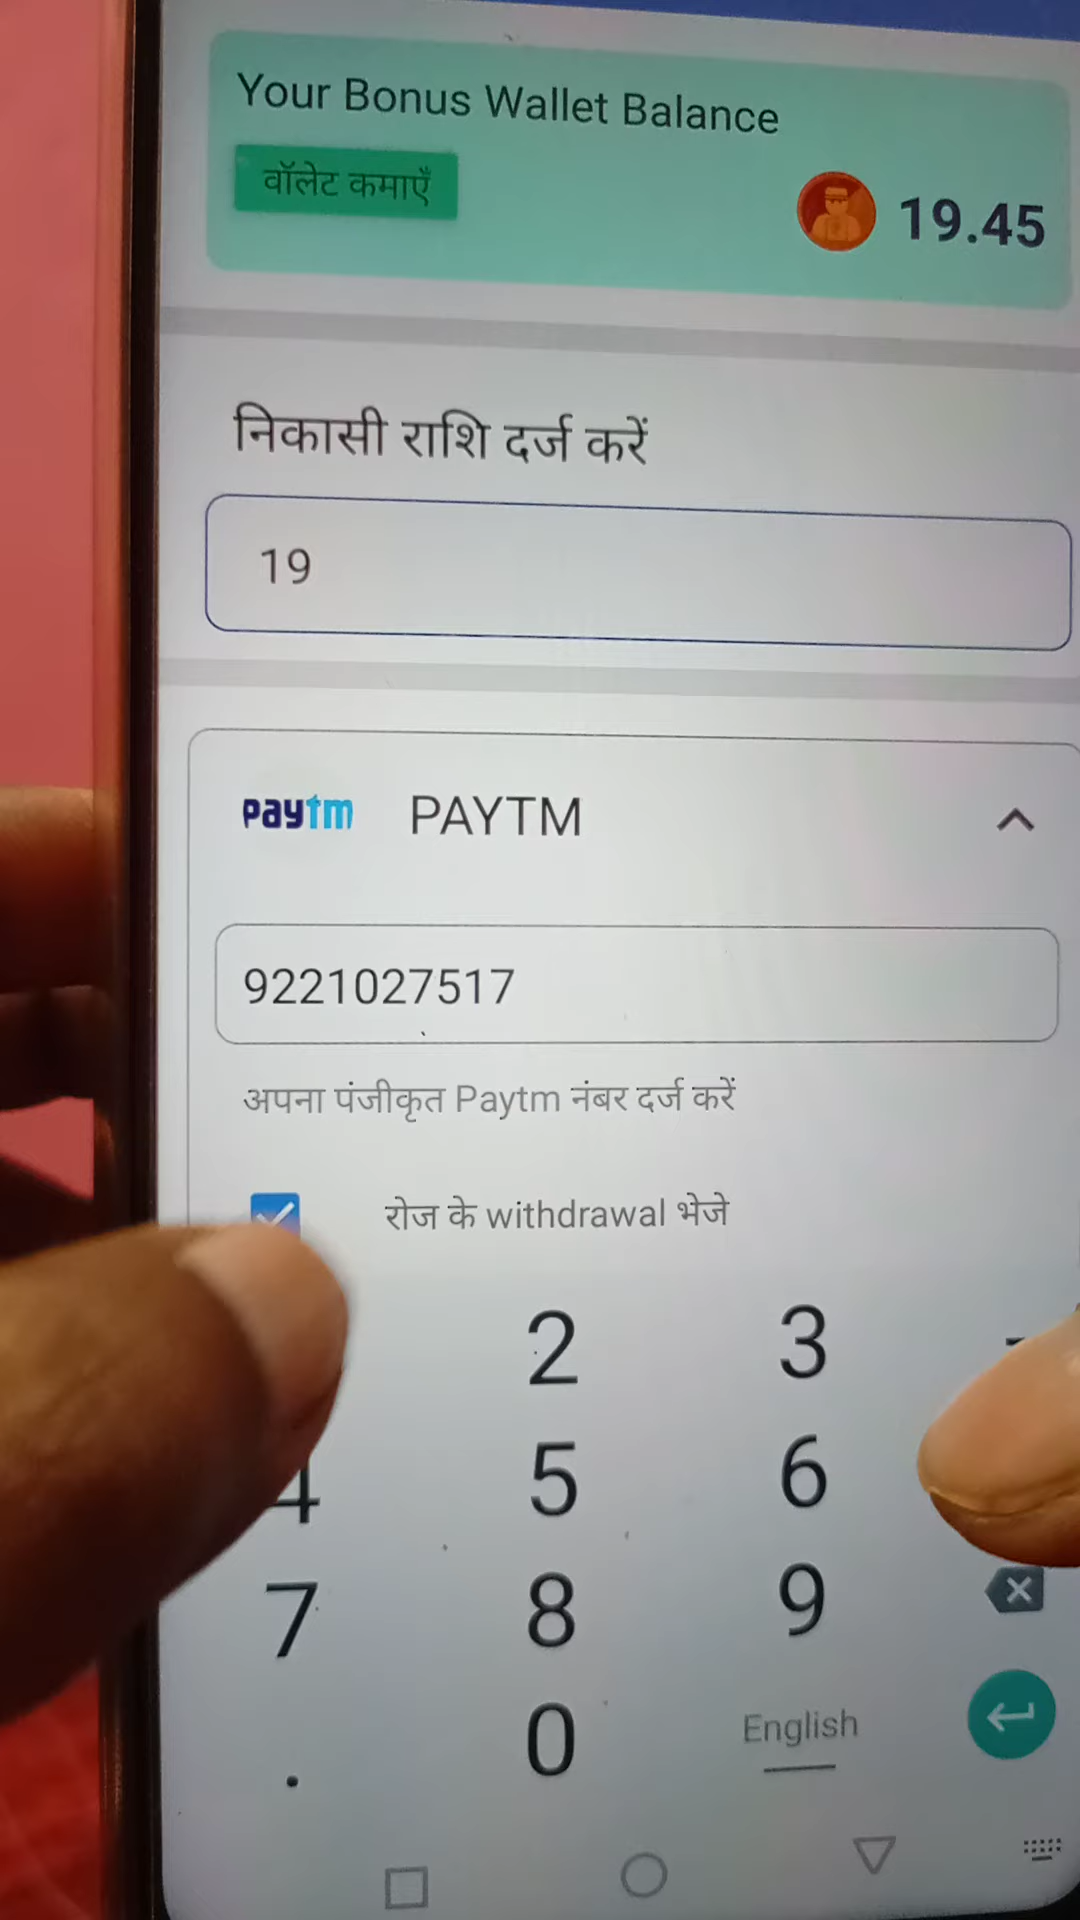 Your Bonus Wallet Balance
वॉलेट कमाएँ
19.45
निकासी राशि दर्ज करें
19
paytm PAYTM
9221027517
अपना पंजीकृत Paytm नंबर दर्ज करें
रोज के withdrawal भेजे
2 3 -
4 5 6
7 8 9
. 0 English